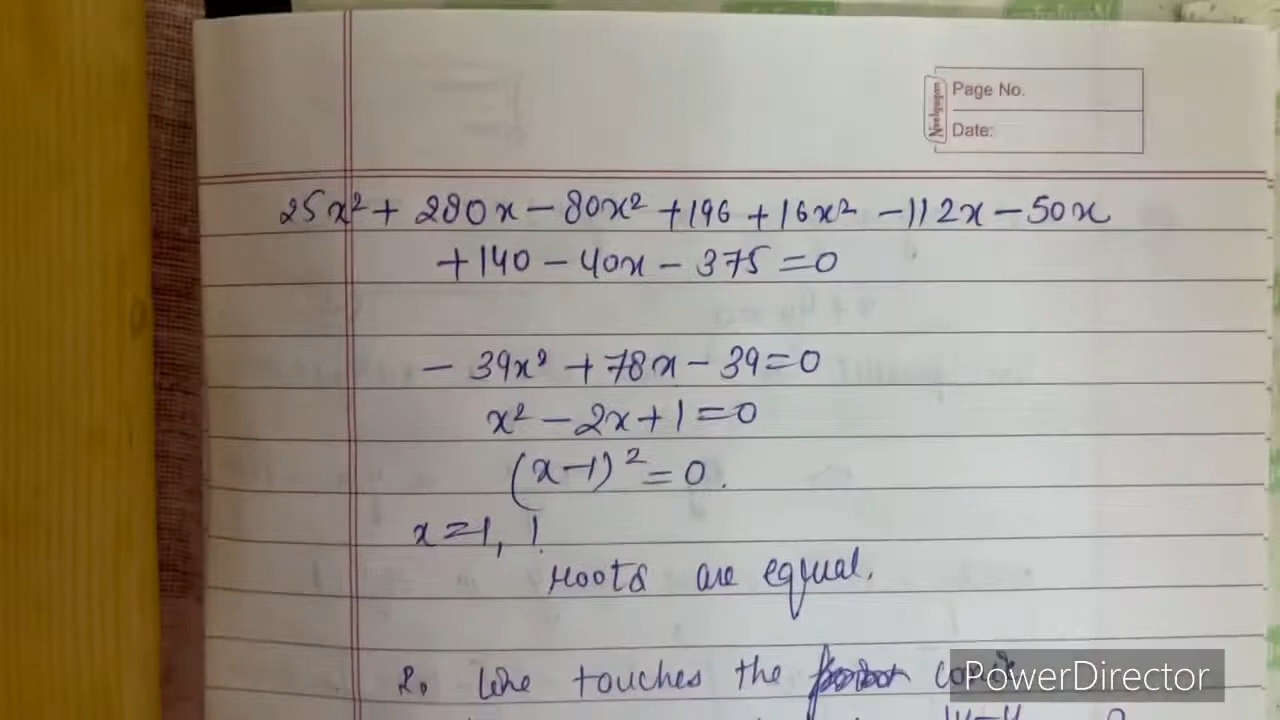 Neelgagan
Page No.
Date:
25x² + 280x - 80x² + 196 + 16x² - 112x - 50x
+ 140 - 40x - 375 = 0
- 39x² + 78x - 39 = 0
x² - 2x + 1 = 0
(x-1)² = 0.
x = 1, 1
roots are equal.
touches the
PowerDirector